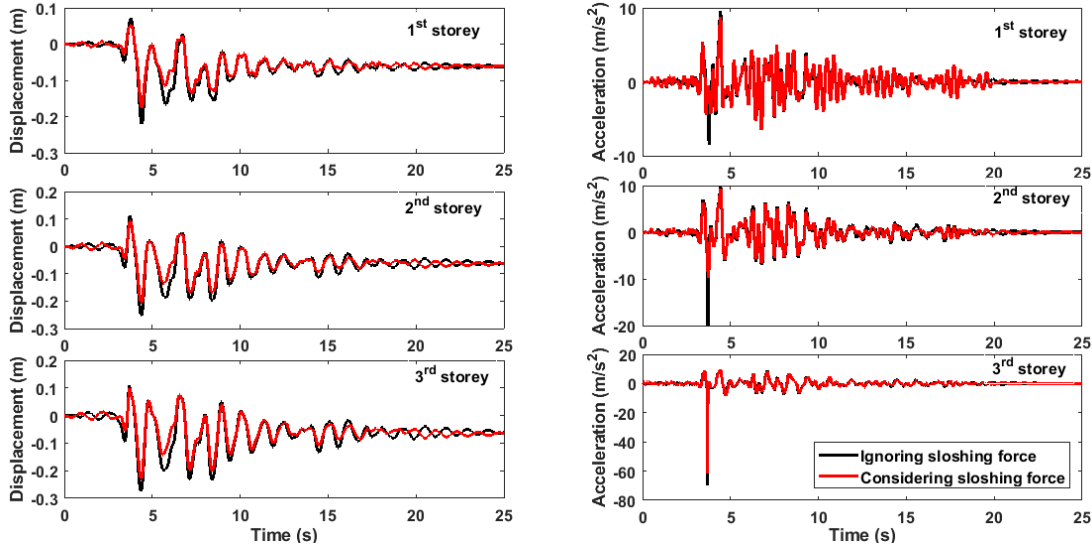 Displacement (m)
0.1
0
-0.1
-0.2
-0.3
1st storey
0 5 10 15 20 25
Displacement (m)
0.2
0.1
0
-0.1
-0.2
-0.3
2nd storey
0 5 10 15 20 25
Displacement (m)
0.2
0.1
0
-0.1
-0.2
-0.3
3rd storey
0 5 10 15 20 25
Time (s)
Acceleration (m/s2)
10
0
-10
1st storey
0 5 10 15 20 25
Acceleration (m/s2)
10
0
-10
-20
2nd storey
0 5 10 15 20 25
Acceleration (m/s2)
20
0
-20
-40
-60
-80
3rd storey
Ignoring sloshing force
Considering sloshing force
0 5 10 15 20 25
Time (s)